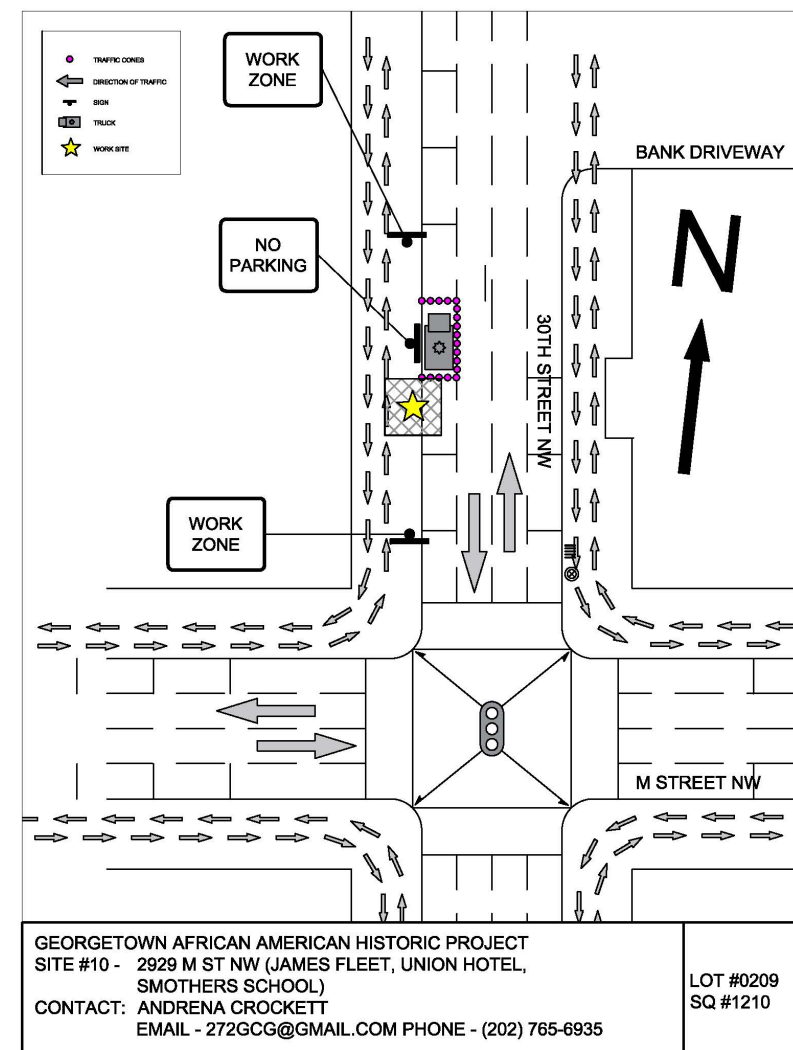 TRAFFIC CONES
DIRECTION OF TRAFFIC
SIGN
TRUCK
WORK SITE
WORK
ZONE
BANK DRIVEWAY
N
NO
PARKING
30TH STREET NW
WORK
ZONE
M STREET NW
GEORGETOWN AFRICAN AMERICAN HISTORIC PROJECT
SITE #10 - 2929 M ST NW (JAMES FLEET, UNION HOTEL,
SMOTHERS SCHOOL)
CONTACT: ANDRENA CROCKETT
EMAIL - 272GCG@GMAIL.COM PHONE - (202) 765-6935
LOT #0209
SQ #1210